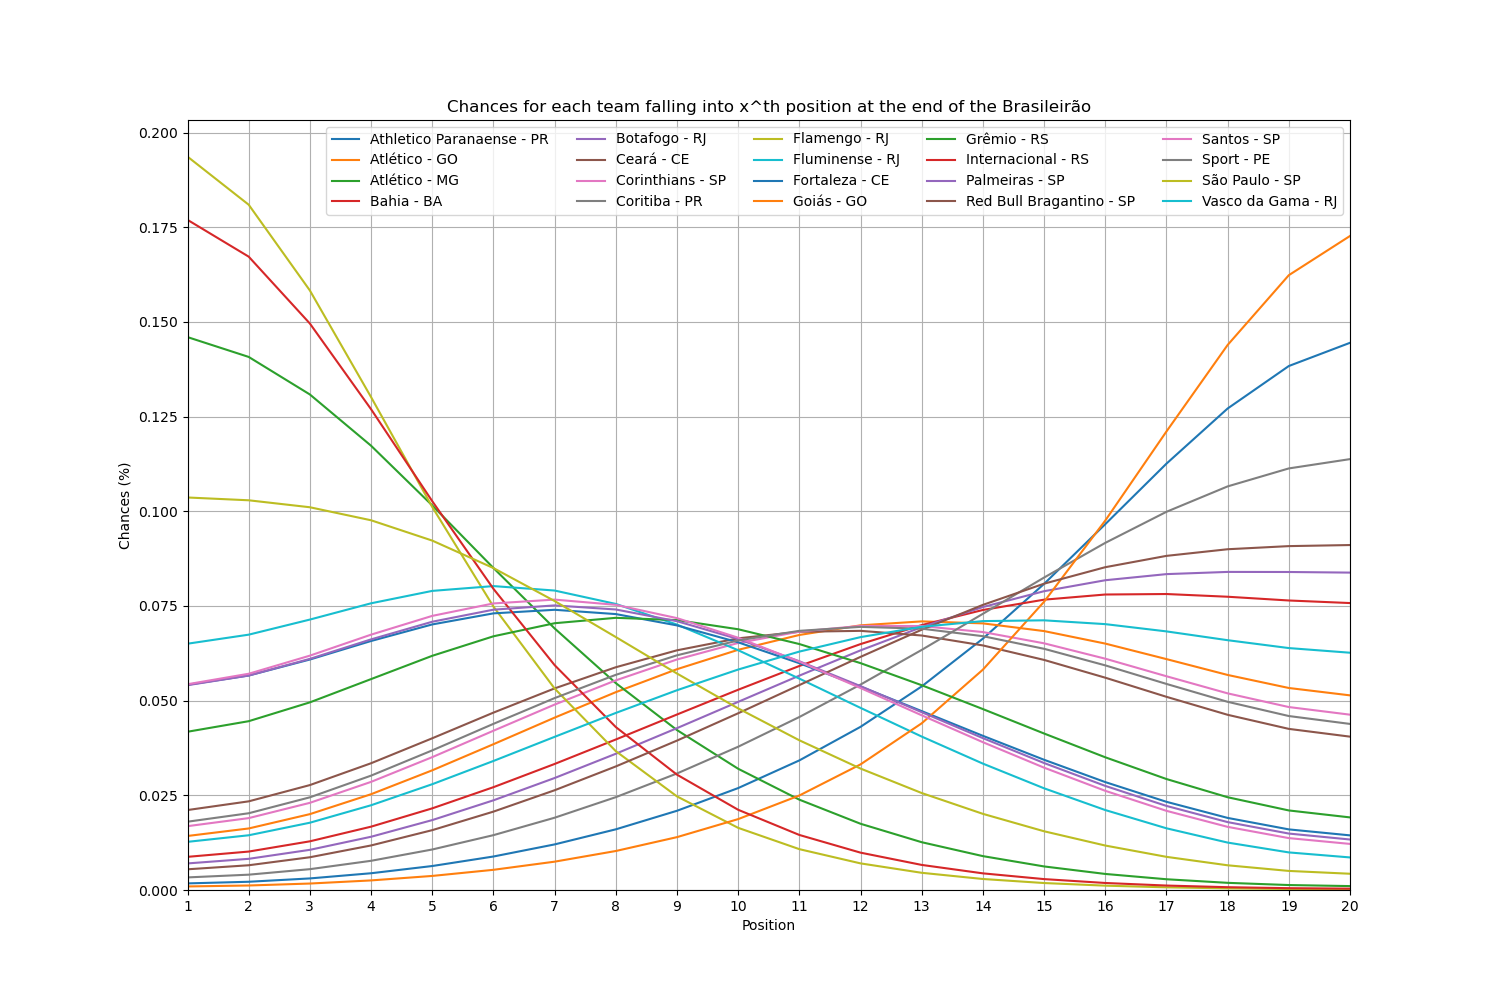 Chances for each team falling into x^th position at the end of the Brasileirão
Athletico Paranaense - PR
Atlético - GO
Atlético - MG
Bahia - BA
Botafogo - RJ
Ceará - CE
Corinthians - SP
Coritiba - PR
Flamengo - RJ
Fluminense - RJ
Fortaleza - CE
Goiás - GO
Grêmio - RS
Internacional - RS
Palmeiras - SP
Red Bull Bragantino - SP
Santos - SP
Sport - PE
São Paulo - SP
Vasco da Gama - RJ
Chances (%)
0.200
0.175
0.150
0.125
0.100
0.075
0.050
0.025
0.000
1 2 3 4 5 6 7 8 9 10 11 12 13 14 15 16 17 18 19 20
Position